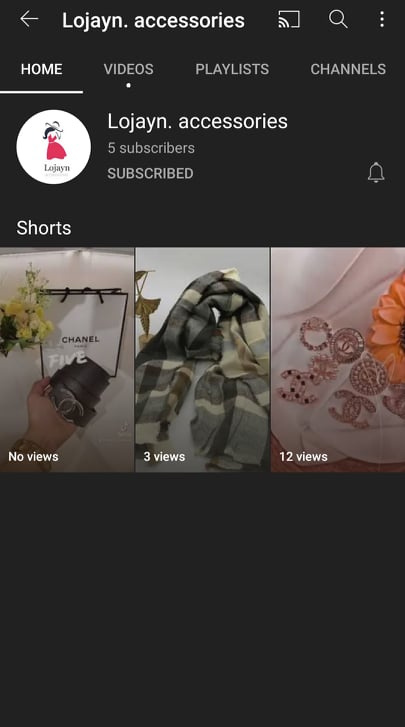 Lojayn. accessories
HOME
VIDEOS
PLAYLISTS
CHANNELS
Lojayn. accessories
5 subscribers
SUBSCRIBED
Lojayn
Shorts
CHANEL
FIVE
No views
3 views
12 views